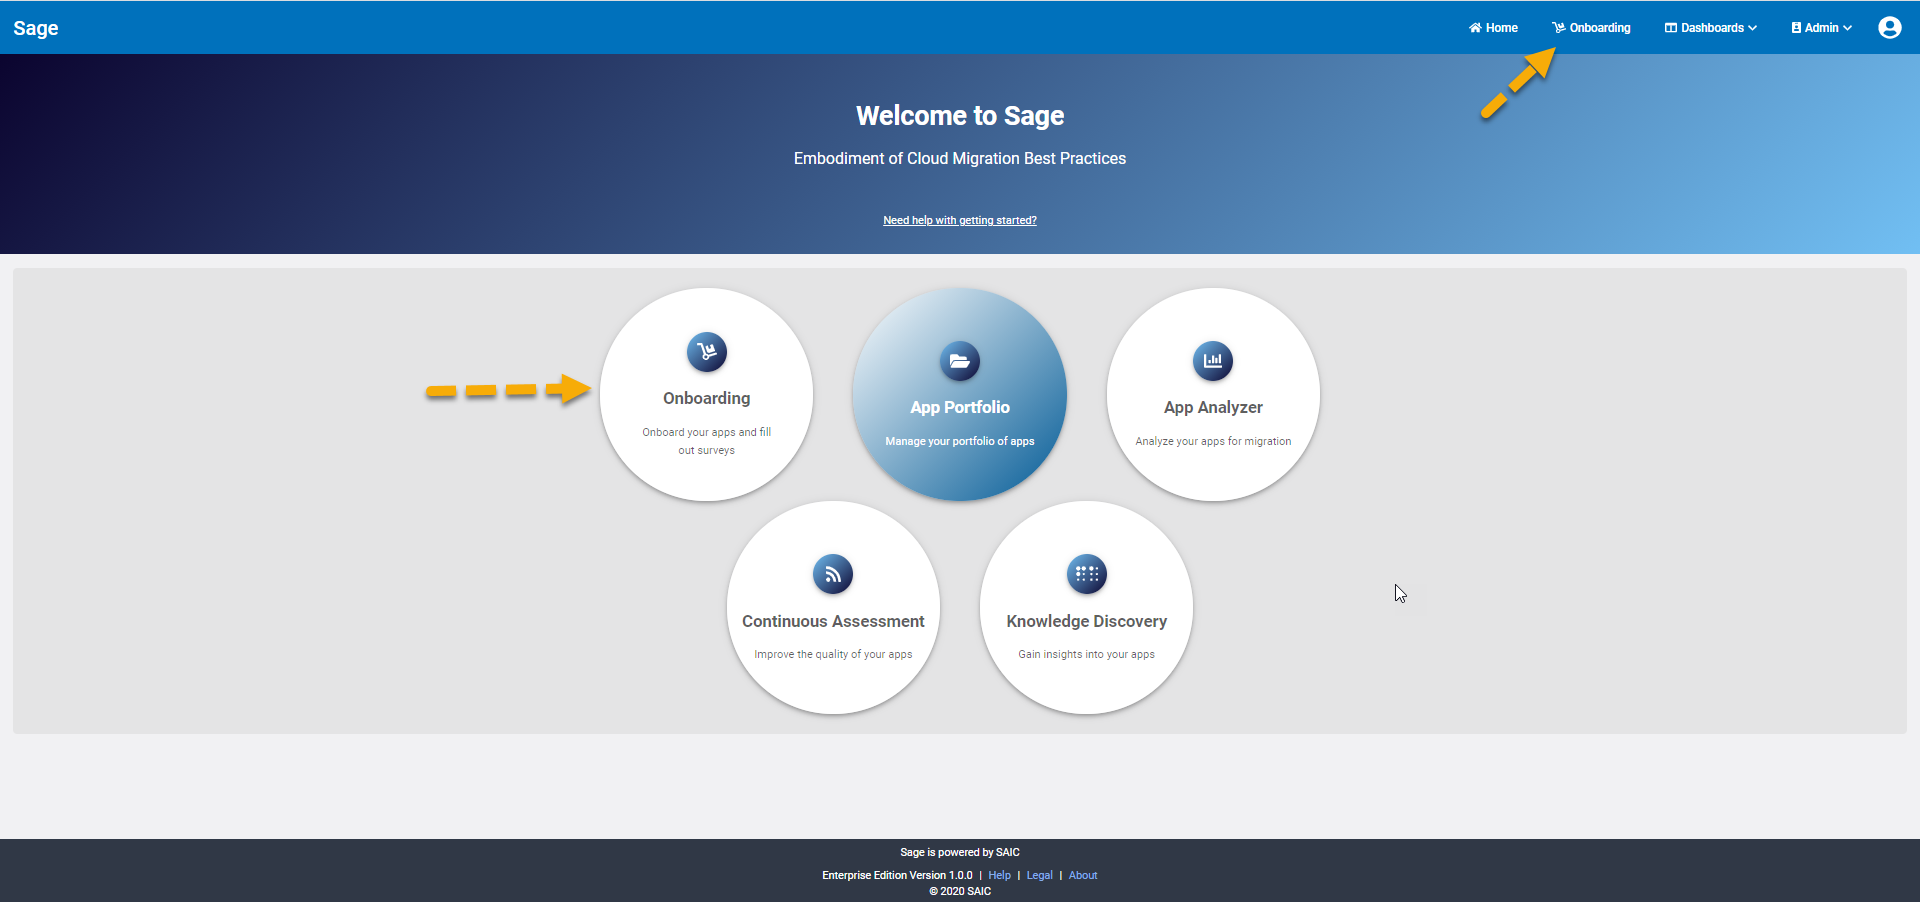 Sage
Home Onboarding Dashboards Admin
Welcome to Sage
Embodiment of Cloud Migration Best Practices
Need help with getting started?
Onboarding
Onboard your apps and fill
out surveys
App Portfolio
Manage your portfolio of apps
App Analyzer
Analyze your apps for migration
Continuous Assessment
Improve the quality of your apps
Knowledge Discovery
Gain insights into your apps
Sage is powered by SAIC
Enterprise Edition Version 1.0.0 | Help | Legal | About
© 2020 SAIC